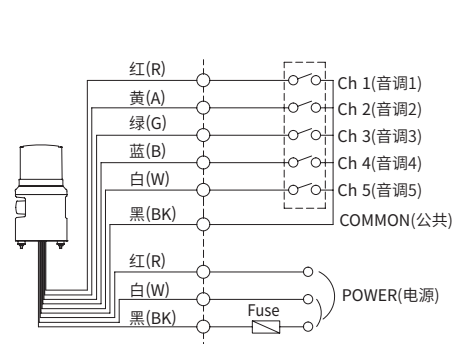 红(R)
Ch 1(音调1)
黄(A)
Ch 2(音调2)
绿(G)
Ch 3(音调3)
蓝(B)
Ch 4(音调4)
白(W)
Ch 5(音调5)
黑(BK)
COMMON(公共)
红(R)
白(W)
POWER(电源)
黑(BK)
Fuse